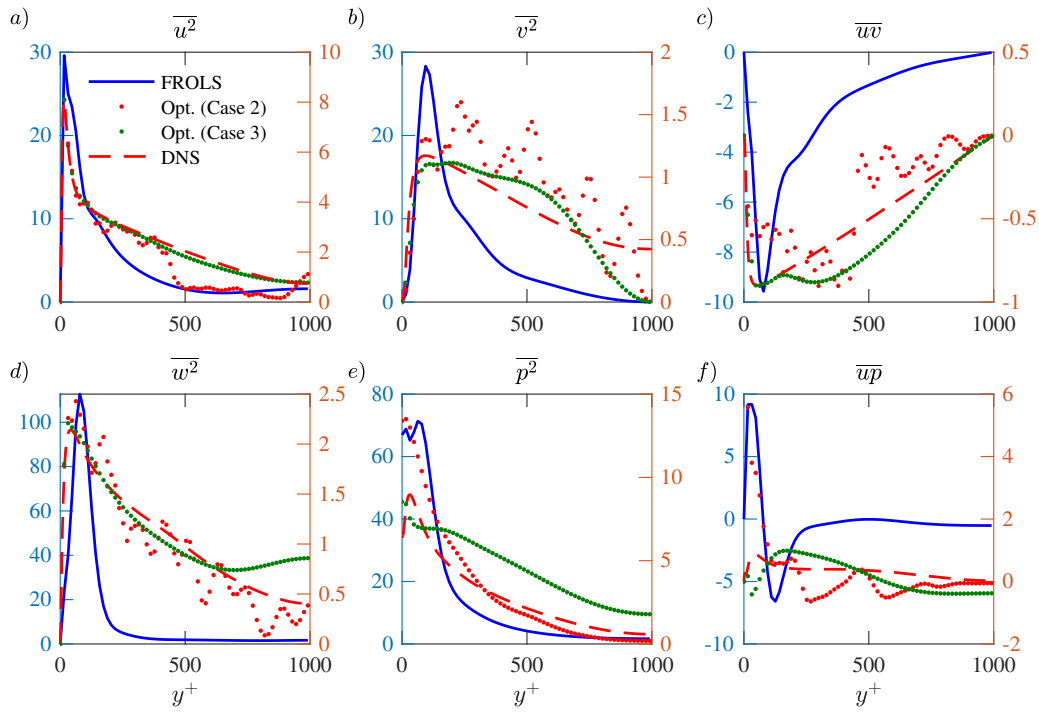 a) $\overline{u^2}$ b) $\overline{v^2}$ c) $\overline{uv}$
30 10 30 2 0 0.5
FROLS
Opt. (Case 2)
Opt. (Case 3)
DNS
8 1.5 -2
20 20 0
6 -4
1
4 -6
10 10 -0.5
2 0.5 -8
0 0 0 0 -10 -1
0 500 1000 0 500 1000 0 500 1000
d) $\overline{w^2}$ e) $\overline{p^2}$ f) $\overline{up}$
2.5 80 15 10 6
100
2
80 60 5 4
1.5 10
60 40 0 2
1
40 5
20 -5 0
20 0.5
0 0 0 0 -10 -2
0 500 1000 0 500 1000 0 500 1000
$y^+$ $y^+$ $y^+$